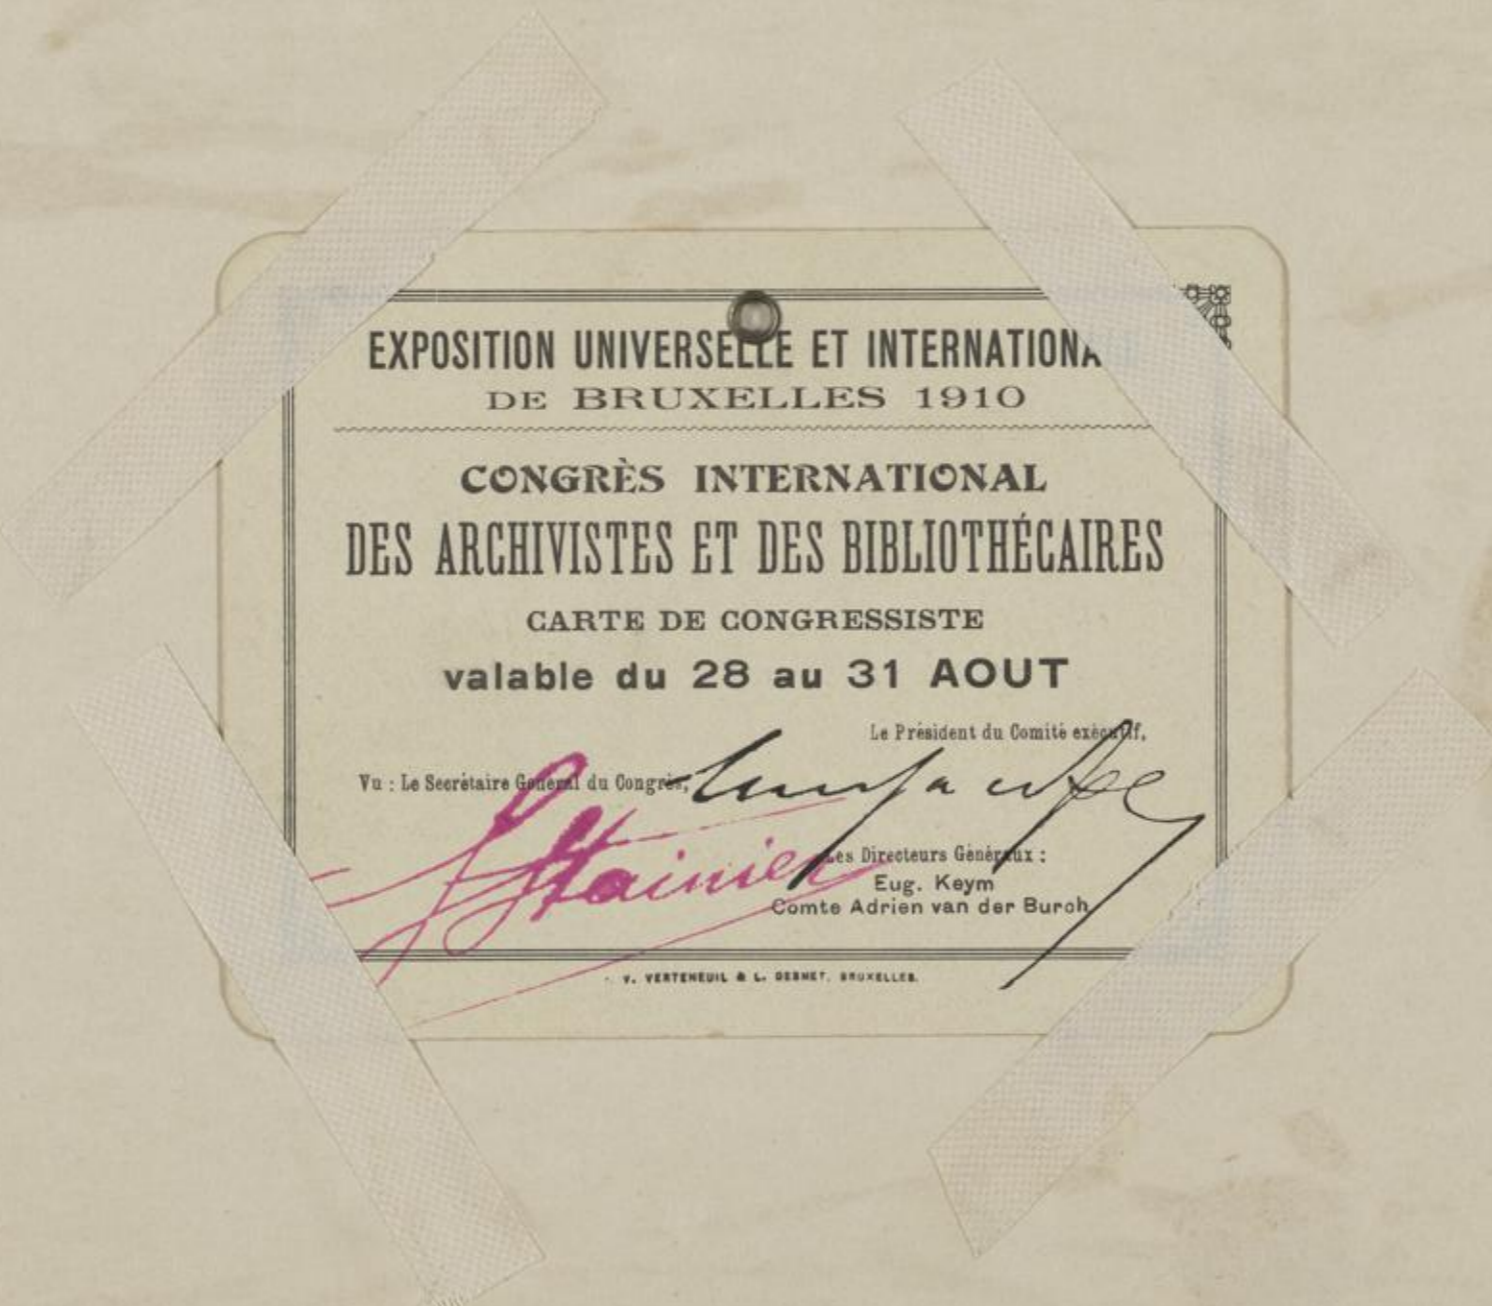 EXPOSITION UNIVERSELLE ET INTERNATIONA
DE BRUXELLES 1910
CONGRÈS INTERNATIONAL
DES ARCHIVISTES ET DES BIBLIOTHÉCAIRES
CARTE DE CONGRESSISTE
valable du 28 au 31 AOUT
Le Président du Comité exécutif,
Vu : Le Secrétaire Général du Congrès,
Stainier
Les Directeurs Généraux :
Eug. Keym
Comte Adrien van der Burch
V. VERTENEUIL & L. DESMET, BRUXELLES.